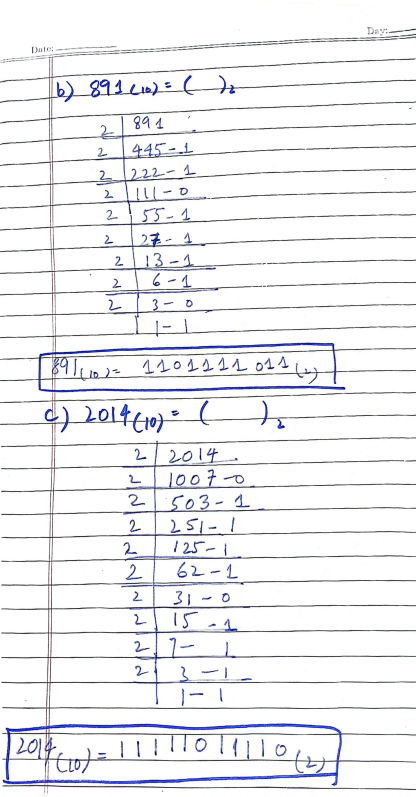 Day:
Date:
b) 891 (10) = ( )2
2 | 891
2 | 445 - 1
2 | 222 - 1
2 | 111 - 0
2 | 55 - 1
2 | 27 - 1
2 | 13 - 1
2 | 6 - 1
2 | 3 - 0
| 1 - 1
891(10) = 1101111011 (2)
c) 2014(10) = ( )2
2 | 2014
2 | 1007 - 0
2 | 503 - 1
2 | 251 - 1
2 | 125 - 1
2 | 62 - 1
2 | 31 - 0
2 | 15 - 1
2 | 7 - 1
2 | 3 - 1
| 1 - 1
2014(10) = 11111011110 (2)